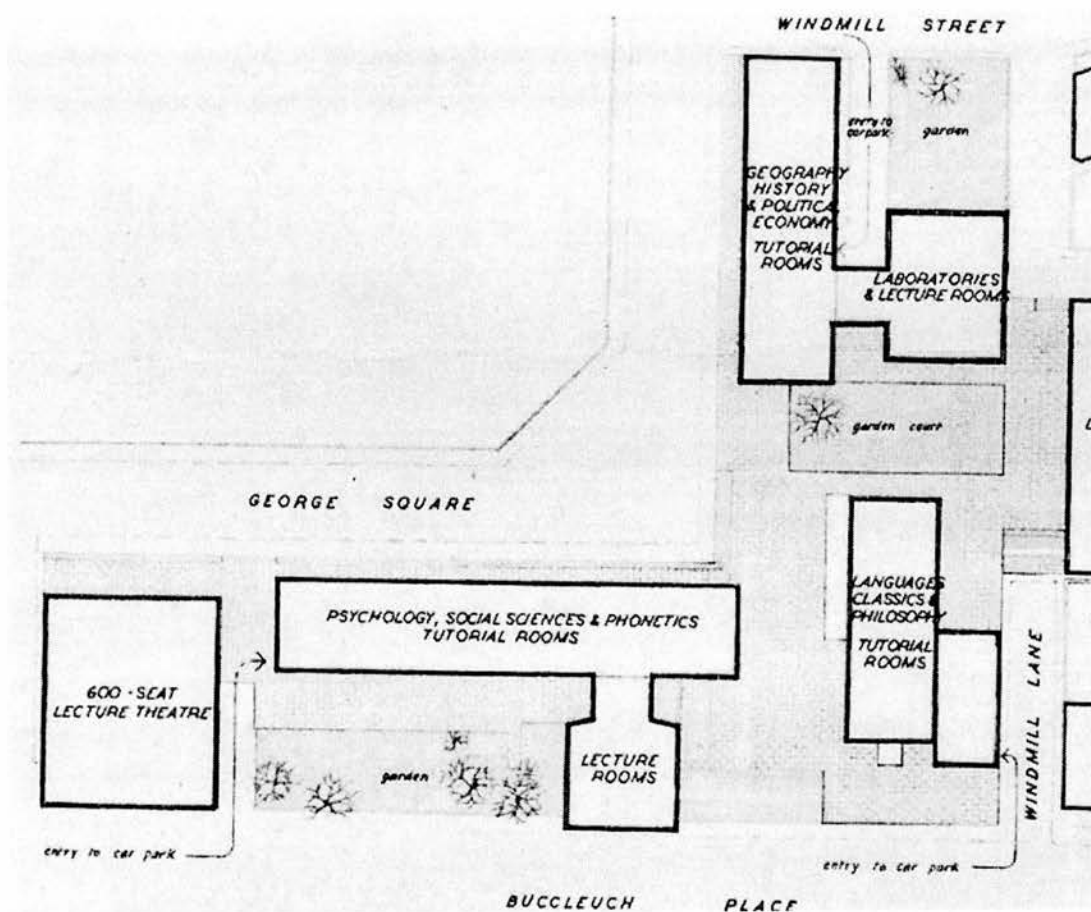 WINDMILL STREET
entry to
car park
garden
GEOGRAPHY
HISTORY
& POLITICAL
ECONOMY
TUTORIAL
ROOMS
LABORATORIES
& LECTURE ROOMS
garden court
GEORGE SQUARE
LANGUAGES
CLASSICS &
PHILOSOPHY
TUTORIAL
ROOMS
PSYCHOLOGY, SOCIAL SCIENCES & PHONETICS
TUTORIAL ROOMS
600-SEAT
LECTURE THEATRE
WINDMILL LANE
garden
LECTURE
ROOMS
entry to car park
entry to car park
BUCCLEUCH PLACE